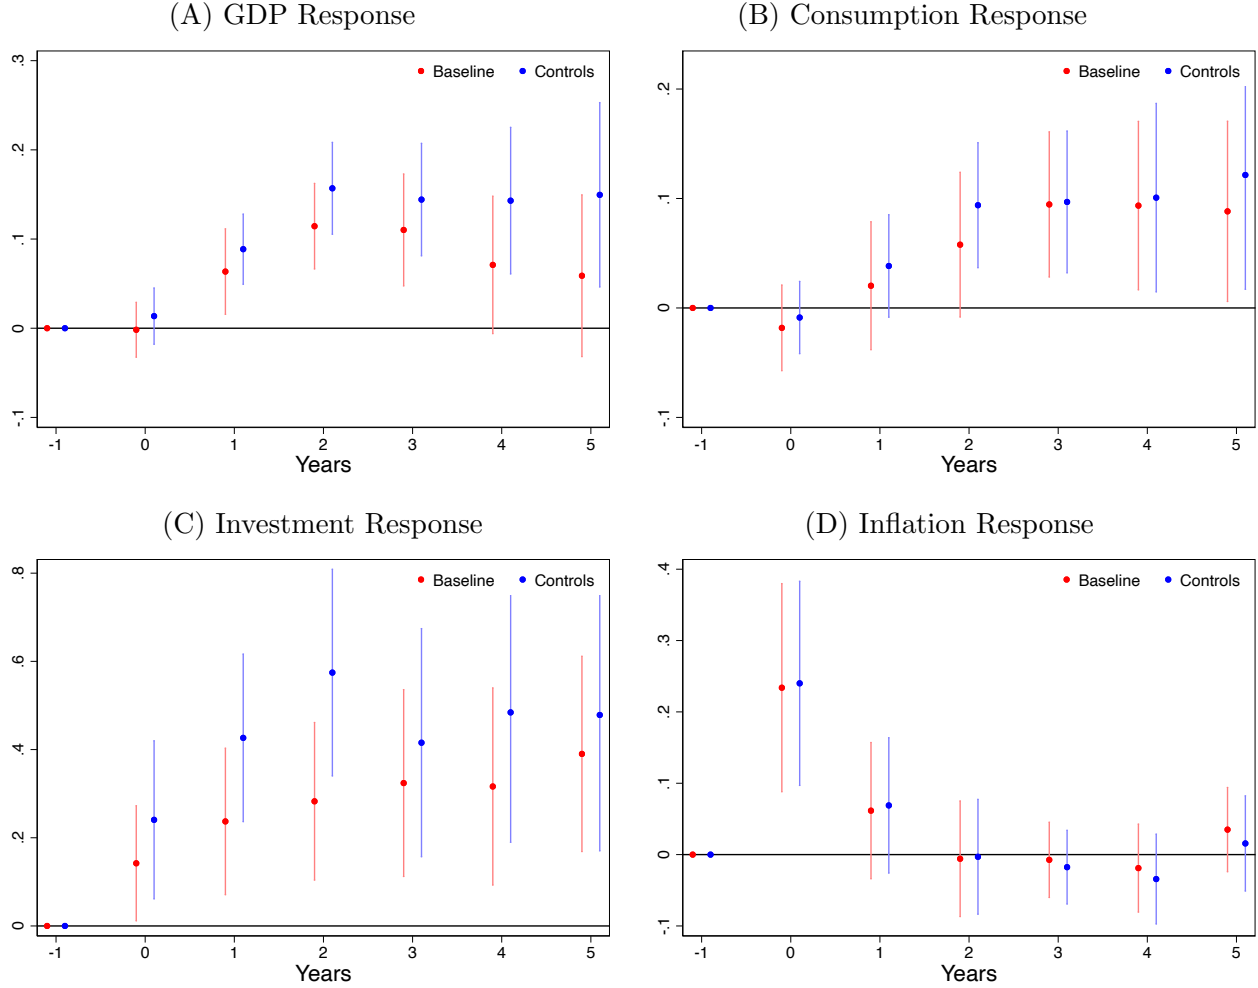 (A) GDP Response
.3
.2
.1
0
-.1
Baseline
Controls
-1 0 1 2 3 4 5
Years
(B) Consumption Response
.2
.1
0
-.1
Baseline
Controls
-1 0 1 2 3 4 5
Years
(C) Investment Response
.8
.6
.4
.2
0
Baseline
Controls
-1 0 1 2 3 4 5
Years
(D) Inflation Response
.4
.3
.2
.1
0
-.1
Baseline
Controls
-1 0 1 2 3 4 5
Years